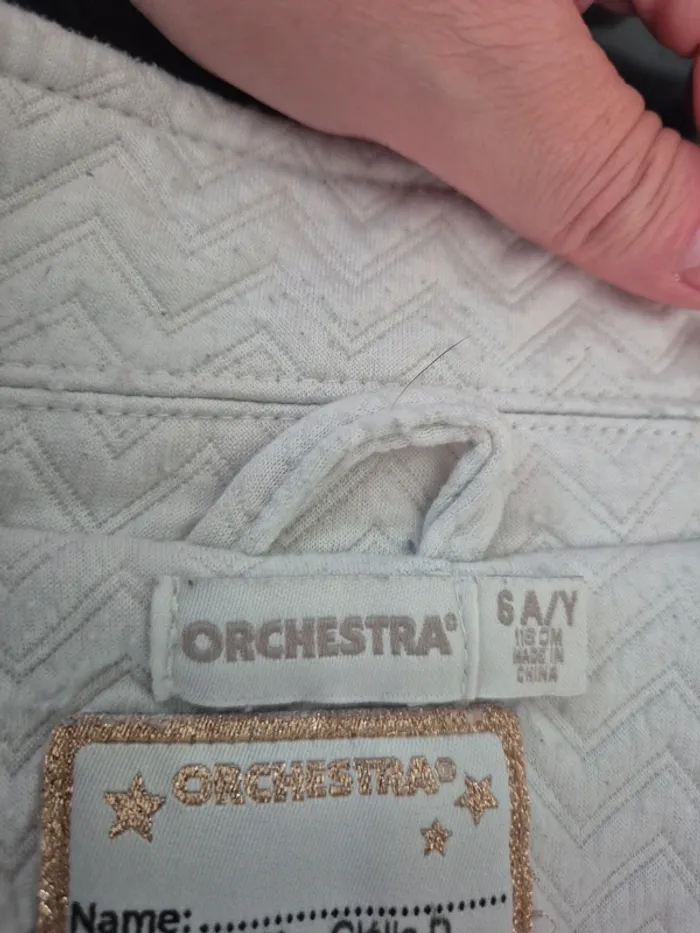 ORCHESTRA®
6 A/Y
116 CM
MADE IN
CHINA
ORCHESTRA®
Name: